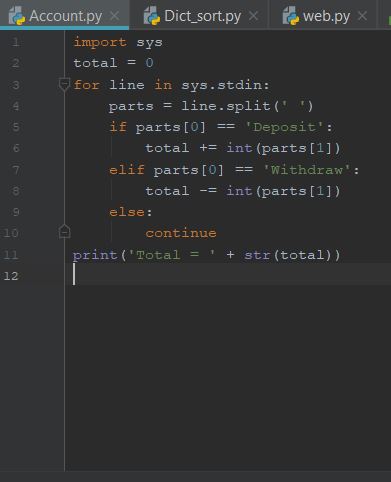 Account.py × Dict_sort.py × web.py ×
1 import sys
2 total = 0
3 for line in sys.stdin:
4     parts = line.split(' ')
5     if parts[0] == 'Deposit':
6         total += int(parts[1])
7     elif parts[0] == 'Withdraw':
8         total -= int(parts[1])
9     else:
10         continue
11 print('Total = ' + str(total))
12